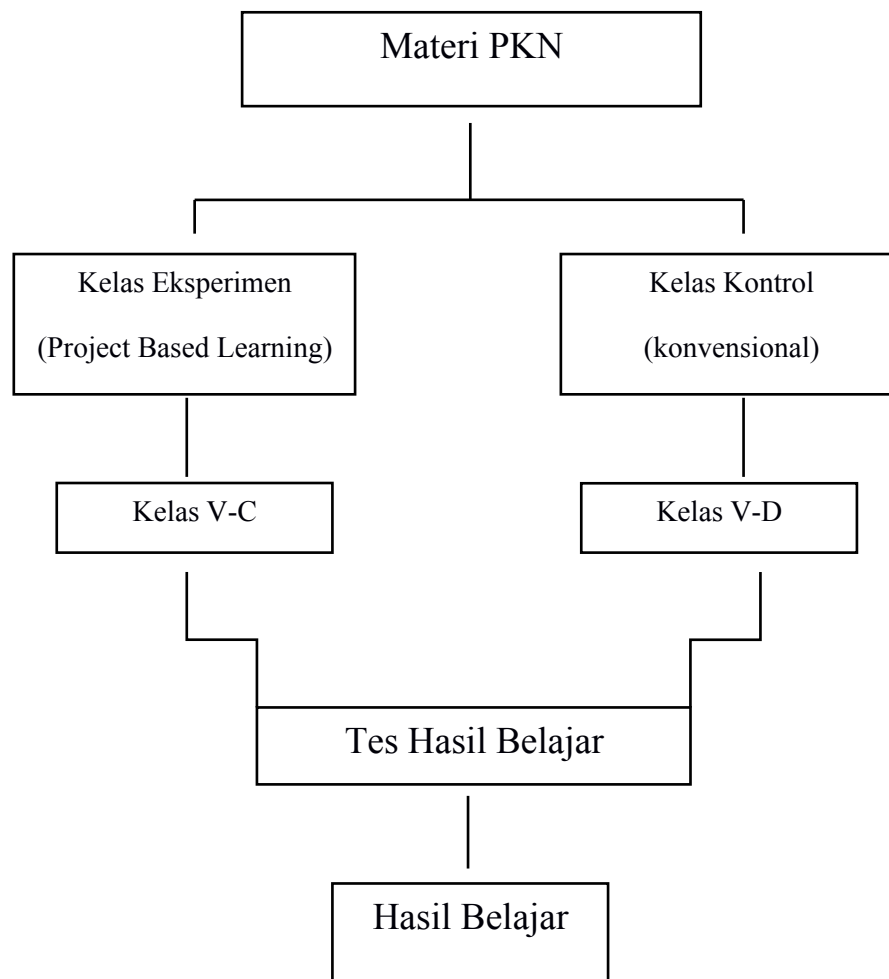 Materi PKN
Kelas Eksperimen
(Project Based Learning)
Kelas Kontrol
(konvensional)
Kelas V-C
Kelas V-D
Tes Hasil Belajar
Hasil Belajar